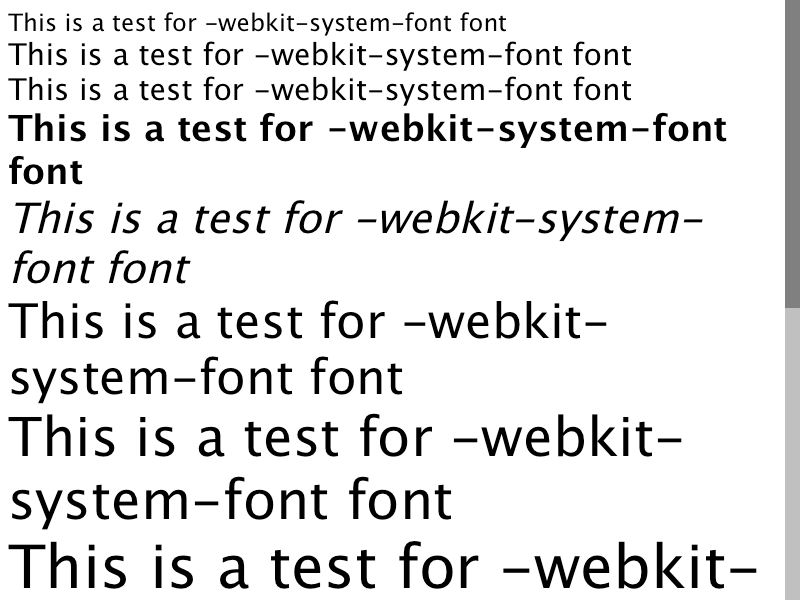 This is a test for -webkit-system-font font
This is a test for -webkit-system-font font
This is a test for -webkit-system-font font
This is a test for -webkit-system-font
font
This is a test for -webkit-system-
font font
This is a test for -webkit-
system-font font
This is a test for -webkit-
system-font font
This is a test for -webkit-